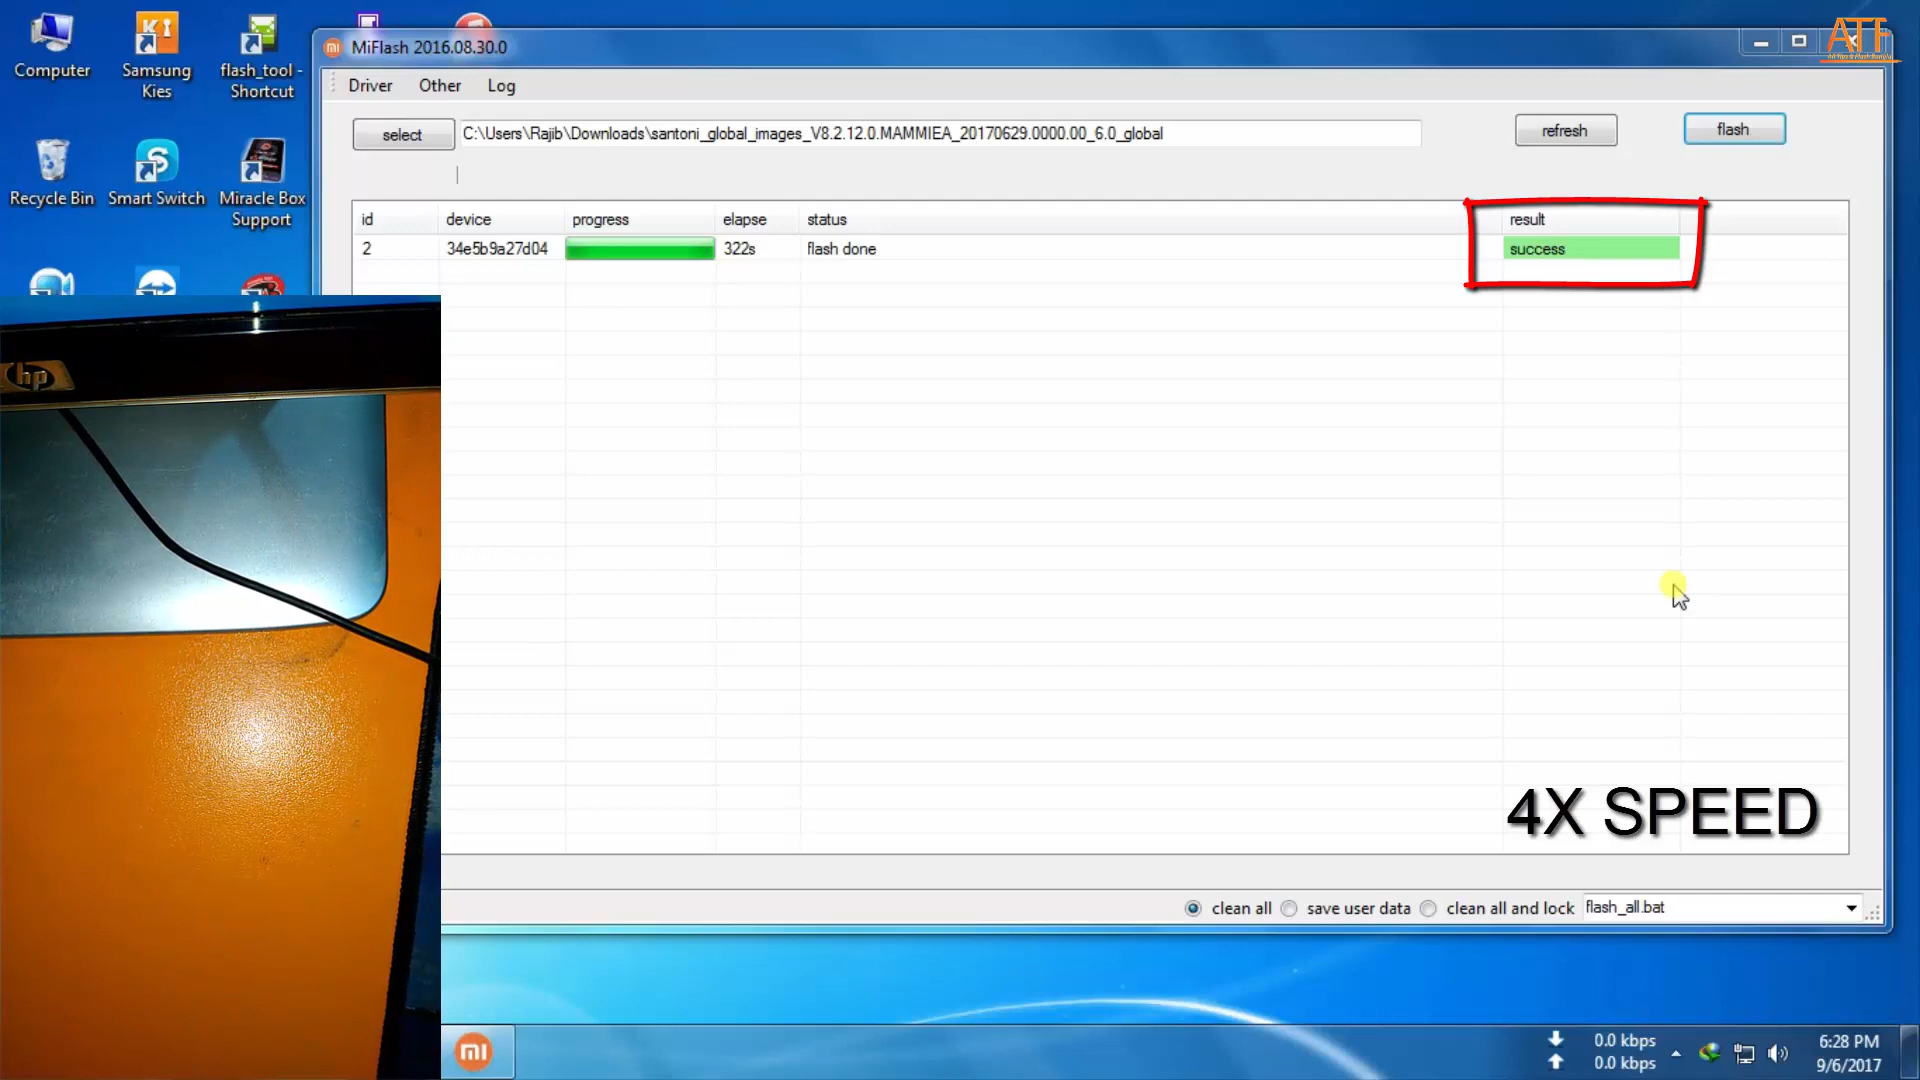 Computer
Samsung
Kies
flash_tool -
Shortcut
Recycle Bin
Smart Switch
Miracle Box
Support
MiFlash 2016.08.30.0
ATF
Driver Other Log
select C:\Users\Rajib\Downloads\santoni_global_images_V8.2.12.0.MAMMIEA_20170629.0000.00_6.0_global refresh flash
id device progress elapse status result
2 34e5b9a27d04 322s flash done success
hp
4X SPEED
clean all save user data clean all and lock flash_all.bat
mi
0.0 kbps
0.0 kbps
6:28 PM
9/6/2017